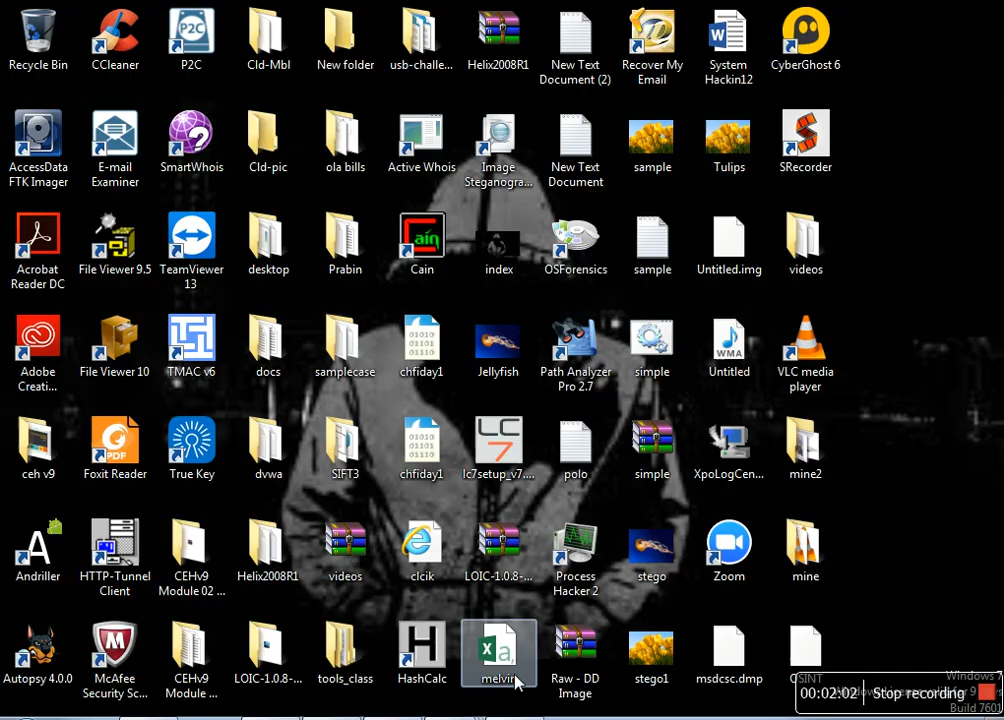 Recycle Bin
CCleaner
P2C
Cld-Mbl
New folder
usb-challe...
Helix2008R1
New Text
Document (2)
Recover My
Email
System
Hackin12
CyberGhost 6
AccessData
FTK Imager
E-mail
Examiner
SmartWhois
Cld-pic
ola bills
Active Whois
Image
Steganogra...
New Text
Document
sample
Tulips
SRecorder
Acrobat
Reader DC
File Viewer 9.5
TeamViewer
13
desktop
Prabin
Cain
index
OSForensics
sample
Untitled.img
videos
Adobe
Creati...
File Viewer 10
TMAC v6
docs
samplecase
chfiday1
Jellyfish
Path Analyzer
Pro 2.7
simple
WMA
Untitled
VLC media
player
ceh v9
PDF
Foxit Reader
True Key
dvwa
SIFT3
chfiday1
LC
7
lc7setup_v7....
polo
simple
XpoLogCen...
mine2
Andriller
HTTP-Tunnel
Client
CEHv9
Module 02 ...
Helix2008R1
videos
clcik
LOIC-1.0.8-...
Process
Hacker 2
stego
Zoom
mine
Autopsy 4.0.0
McAfee
Security Sc...
CEHv9
Module ...
LOIC-1.0.8-...
tools_class
HashCalc
melvin
Raw - DD
Image
stego1
msdcsc.dmp
OSINT
Windows 7
00:02:02
Stop recording
Build 7601